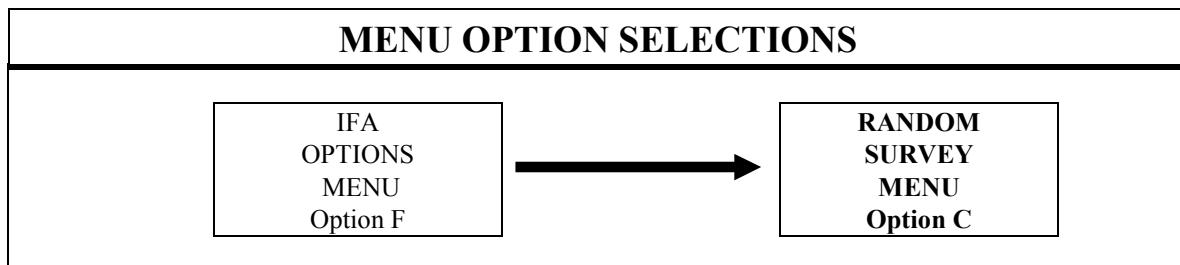 MENU OPTION SELECTIONS
IFA
OPTIONS
MENU
Option F
RANDOM
SURVEY
MENU
Option C